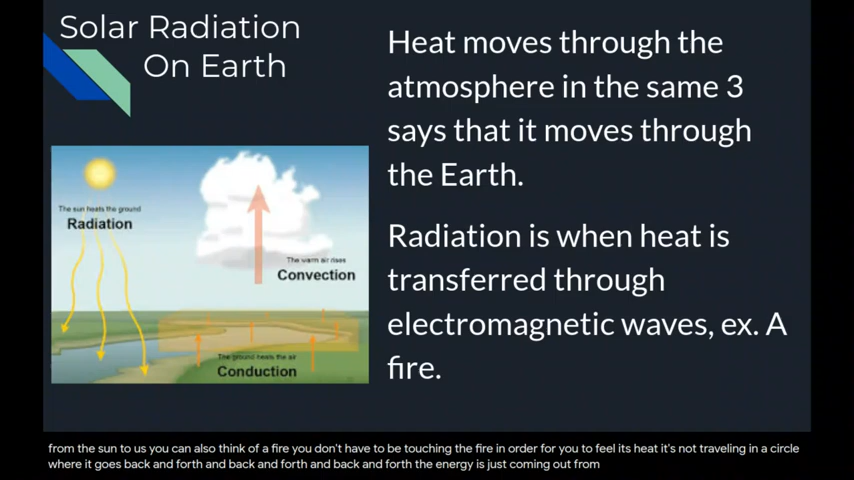 Solar Radiation
On Earth
Heat moves through the
atmosphere in the same 3
says that it moves through
the Earth.
Radiation is when heat is
transferred through
electromagnetic waves, ex. A
fire.
The sun heats the ground
Radiation
The warm air rises
Convection
The ground heats the air
Conduction
from the sun to us you can also think of a fire you don't have to be touching the fire in order for you to feel its heat it's not traveling in a circle
where it goes back and forth and back and forth and back and forth the energy is just coming out from